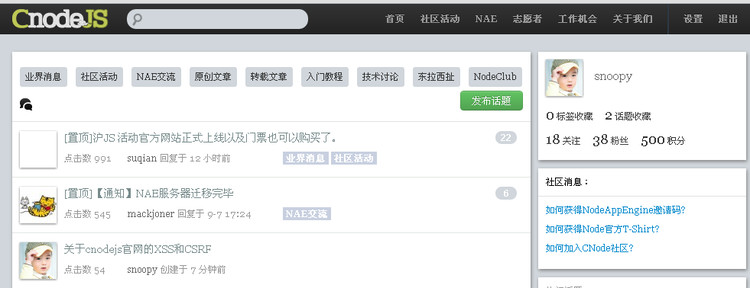 CnodeJS
首页 社区活动 NAE 志愿者 工作机会 关于我们 设置 退出
业界消息 社区活动 NAE交流 原创文章 转载文章 入门教程 技术讨论 东拉西扯 NodeClub
发布话题
[置顶]沪JS活动官方网站正式上线以及门票也可以购买了。 22
点击数 991 suqian 回复于 12 小时前 业界消息 社区活动
[置顶]【通知】NAE服务器迁移完毕 6
点击数 545 mackjoner 回复于 9-7 17:24 NAE交流
关于cnodejs官网的XSS和CSRF
点击数 54 snoopy 创建于 7 分钟前
snoopy
0 标签收藏 2 话题收藏
18 关注 38 粉丝 500 积分
社区消息：
如何获得NodeAppEngine邀请码?
如何获得Node官方T-Shirt?
如何加入CNode社区?